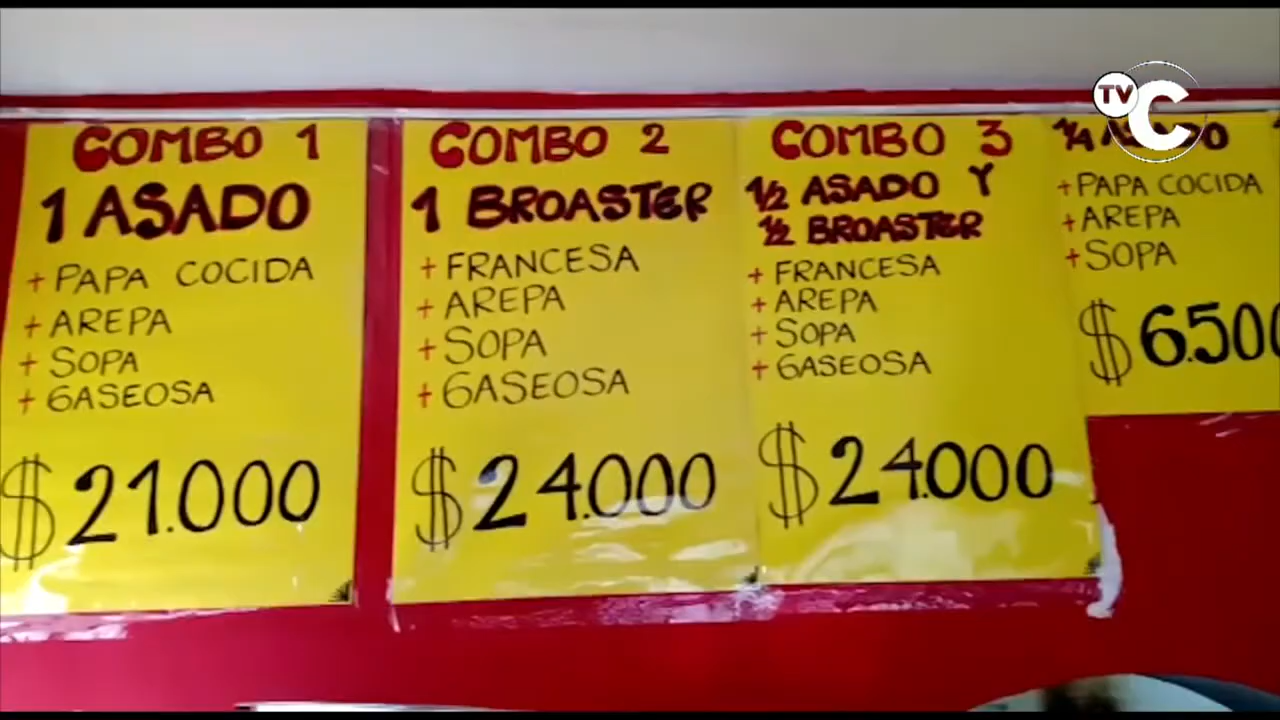 COMBO 1
1 ASADO
+ PAPA COCIDA
+ AREPA
+ SOPA
+ GASEOSA
$ 21.000
COMBO 2
1 BROASTER
+ FRANCESA
+ AREPA
+ SOPA
+ GASEOSA
$ 24.000
COMBO 3
1/2 ASADO Y
1/2 BROASTER
+ FRANCESA
+ AREPA
+ SOPA
+ GASEOSA
$ 24.000
1/4 ASADO
+ PAPA COCIDA
+ AREPA
+ SOPA
$ 6.500
TV C